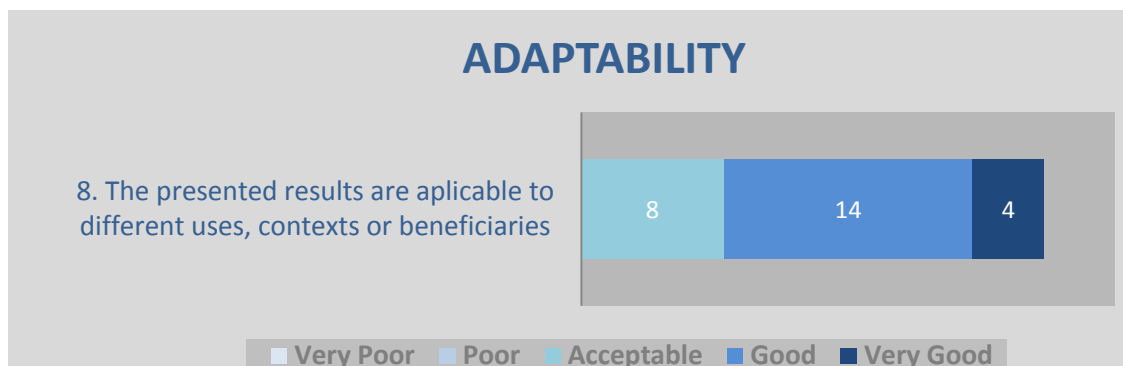 ADAPTABILITY
8. The presented results are aplicable to
different uses, contexts or beneficiaries
8 14 4
Very Poor Poor Acceptable Good Very Good